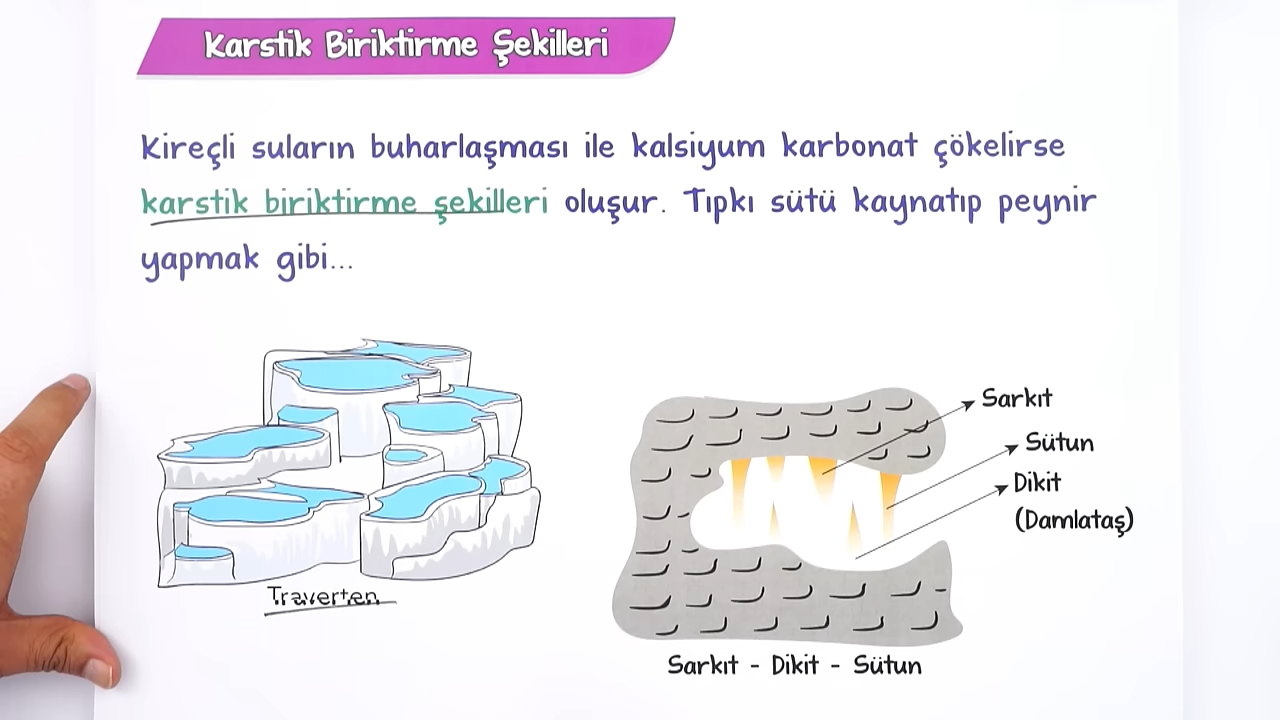 Karstik Biriktirme Şekilleri
Kireçli suların buharlaşması ile kalsiyum karbonat çökelirse
karstik biriktirme şekilleri oluşur. Tıpkı sütü kaynatıp peynir
yapmak gibi...
Sarkıt
Sütun
Dikit
(Damlataş)
Traverten
Sarkıt - Dikit - Sütun